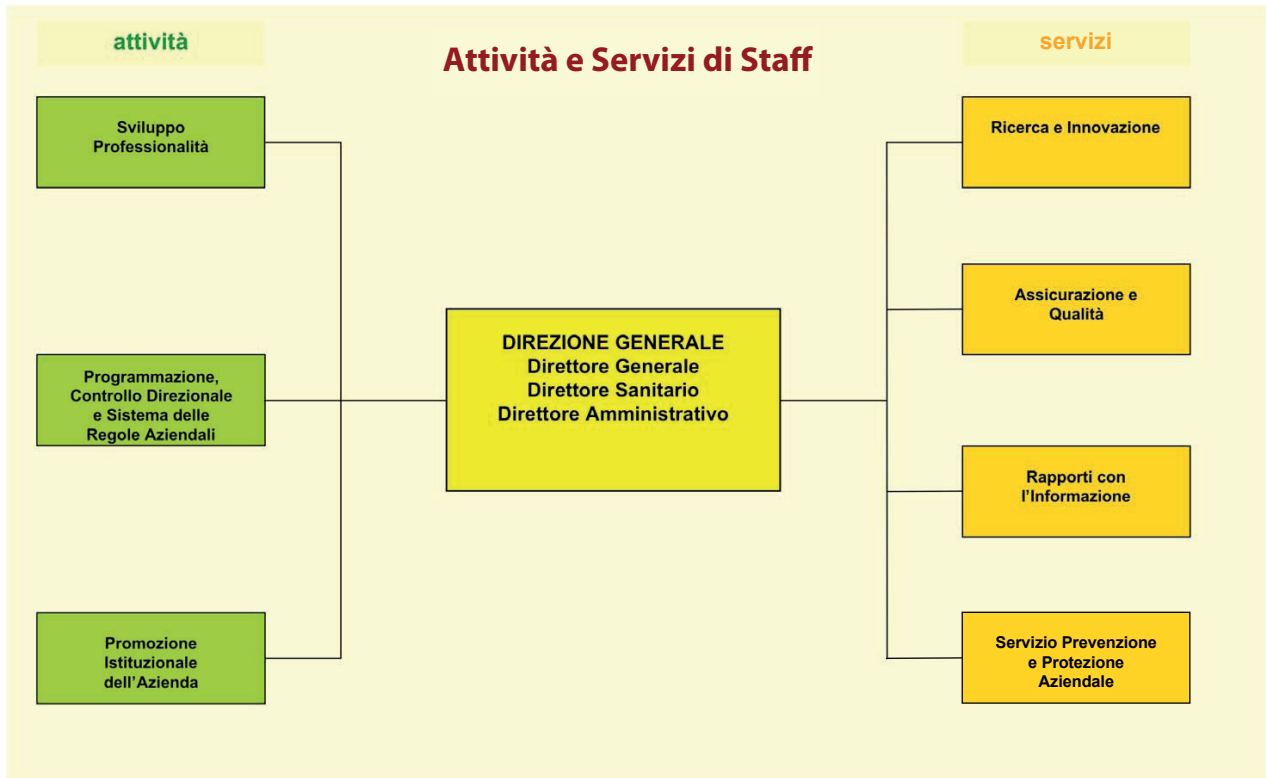 attività
Attività e Servizi di Staff
servizi
Sviluppo
Professionalità
Ricerca e Innovazione
Assicurazione e
Qualità
DIREZIONE GENERALE
Direttore Generale
Direttore Sanitario
Direttore Amministrativo
Programmazione,
Controllo Direzionale
e Sistema delle
Regole Aziendali
Rapporti con
l’Informazione
Promozione
Istituzionale
dell’Azienda
Servizio Prevenzione
e Protezione
Aziendale